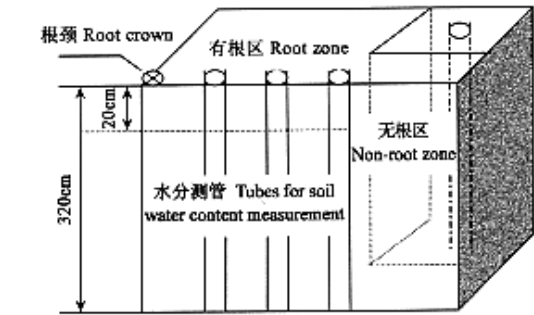 根颈 Root crown
有根区 Root zone
20cm
320cm
无根区
Non-root zone
水分测管 Tubes for soil
water content measurement